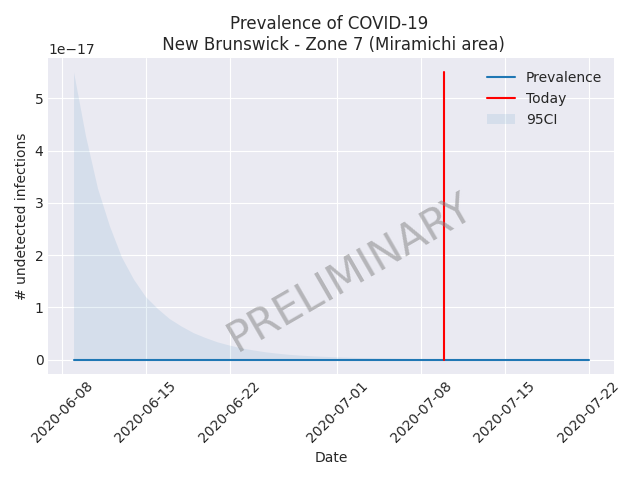 Prevalence of COVID-19
New Brunswick - Zone 7 (Miramichi area)
1e−17
Prevalence
Today
95CI
5
4
3
2
1
0
# undetected infections
PRELIMINARY
2020-06-08
2020-06-15
2020-06-22
2020-07-01
2020-07-08
2020-07-15
2020-07-22
Date